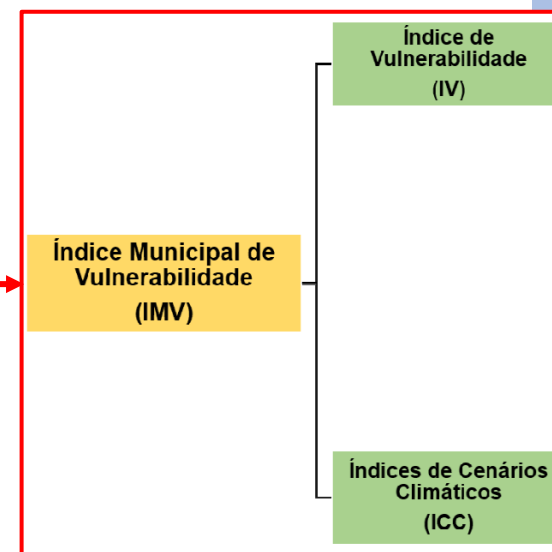 Índice de
Vulnerabilidade
(IV)
Índice Municipal de
Vulnerabilidade
(IMV)
Índices de Cenários
Climáticos
(ICC)